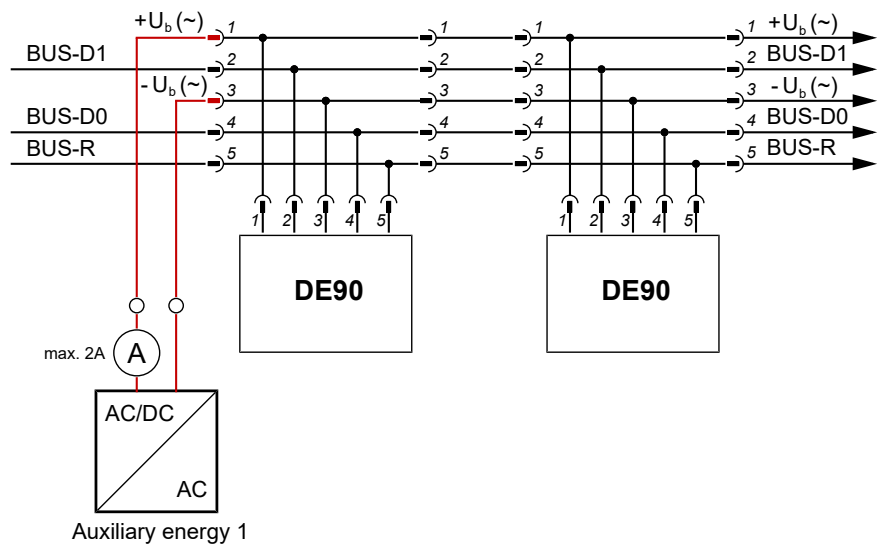 +Ub (~) 1 1 1 1 +Ub (~)
BUS-D1 2 2 2 2 BUS-D1
- Ub (~) 3 3 3 3 - Ub (~)
BUS-D0 4 4 4 4 BUS-D0
BUS-R 5 5 5 5 BUS-R
1 2 3 4 5 1 2 3 4 5
DE90 DE90
max. 2A A
AC/DC
AC
Auxiliary energy 1